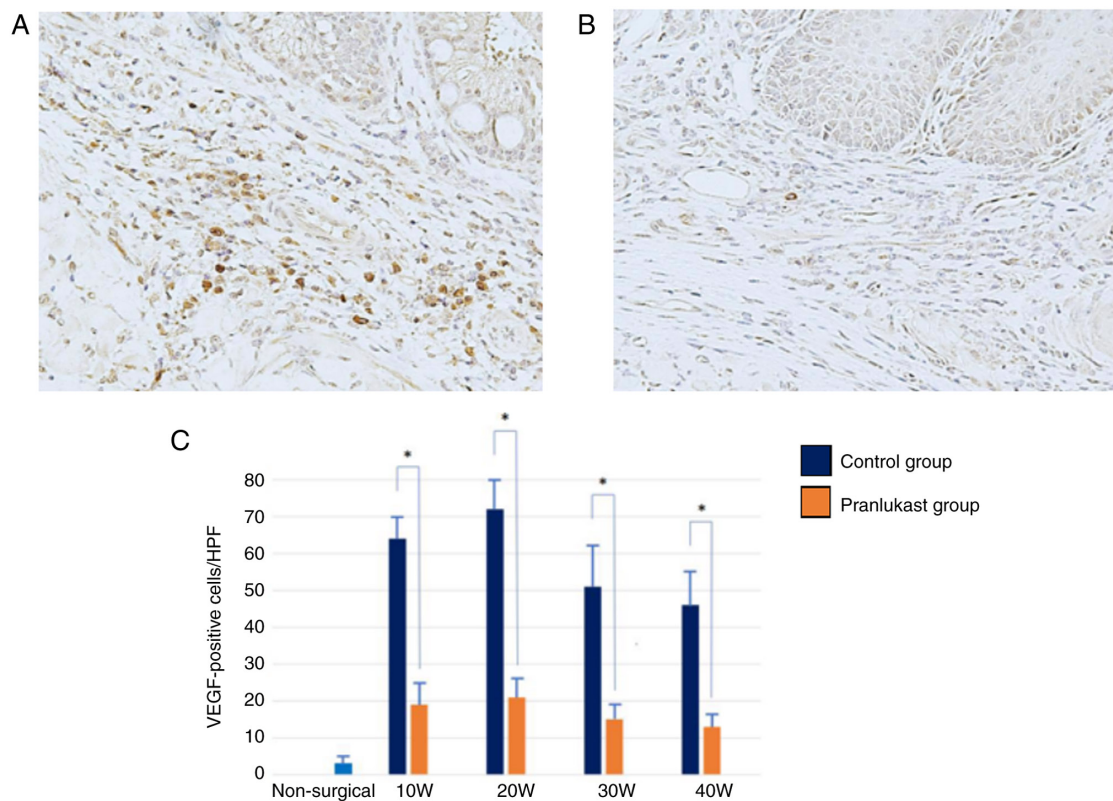 A
B
C
*
*
*
*
80
70
60
50
40
30
20
10
0
VEGF-positive cells/HPF
Non-surgical 10W 20W 30W 40W
Control group
Pranlukast group